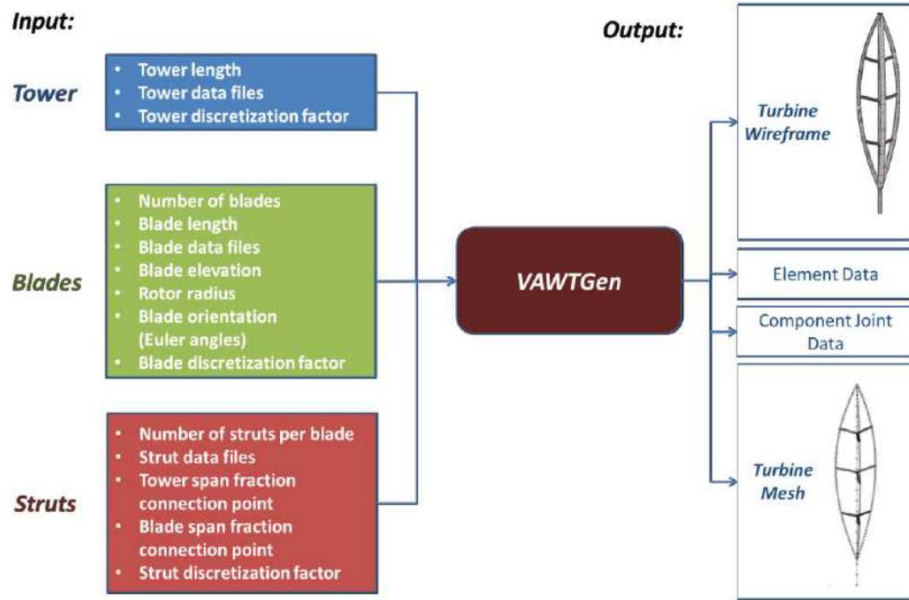 Input:
Tower
• Tower length
• Tower data files
• Tower discretization factor
Blades
• Number of blades
• Blade length
• Blade data files
• Blade elevation
• Rotor radius
• Blade orientation
(Euler angles)
• Blade discretization factor
Struts
• Number of struts per blade
• Strut data files
• Tower span fraction
connection point
• Blade span fraction
connection point
• Strut discretization factor
VAWTGen
Output:
Turbine
Wireframe
Element Data
Component Joint
Data
Turbine
Mesh